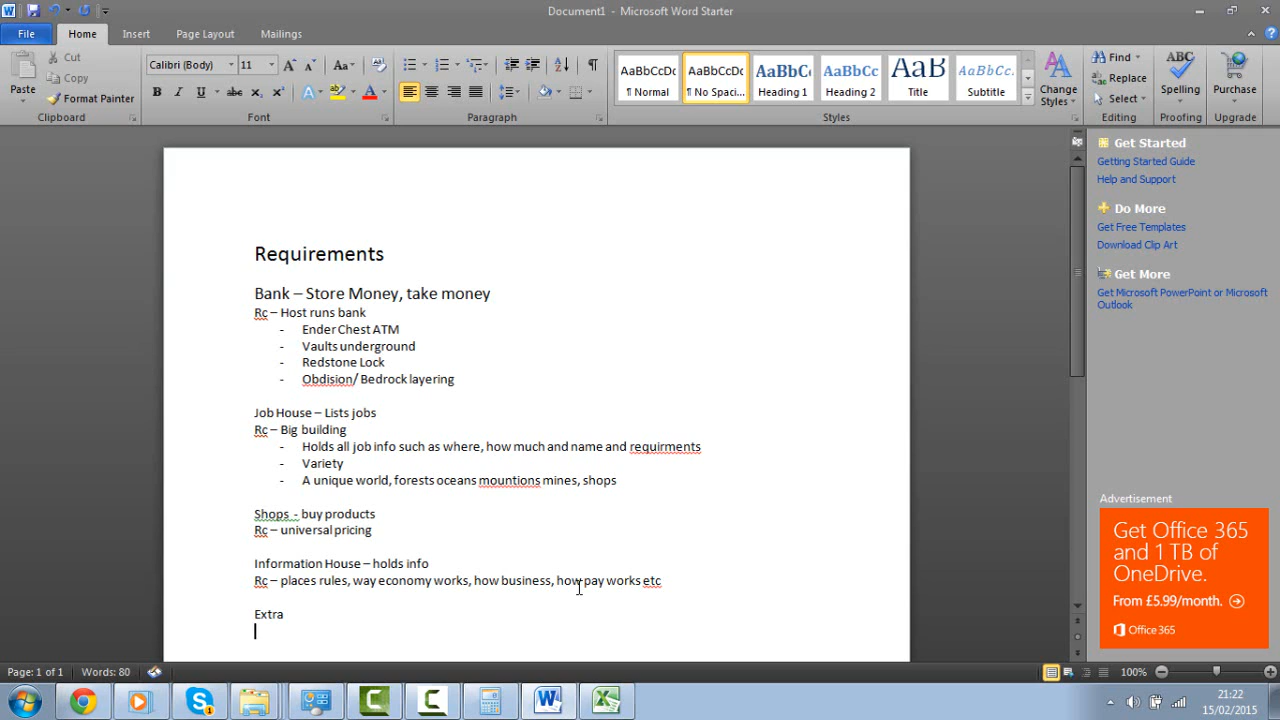 Document1 - Microsoft Word Starter
File Home Insert Page Layout Mailings
Paste
Cut
Copy
Format Painter
Clipboard
Calibri (Body) 11
Font
Paragraph
AaBbCcDc AaBbCcDc AaBbC AaBbCc AaB AaBbCc.
¶ Normal ¶ No Spaci... Heading 1 Heading 2 Title Subtitle
Change Styles
Styles
Find
Replace
Select
Editing
ABC
Spelling
Proofing
Purchase
Upgrade
Requirements
Bank – Store Money, take money
Rc – Host runs bank
- Ender Chest ATM
- Vaults underground
- Redstone Lock
- Obdision/ Bedrock layering
Job House – Lists jobs
Rc – Big building
- Holds all job info such as where, how much and name and requirments
- Variety
- A unique world, forests oceans mountions mines, shops
Shops - buy products
Rc – universal pricing
Information House – holds info
Rc – places rules, way economy works, how business, how pay works etc
Extra
Get Started
Getting Started Guide
Help and Support
Do More
Get Free Templates
Download Clip Art
Get More
Get Microsoft PowerPoint or Microsoft
Outlook
Advertisement
Get Office 365
and 1 TB of
OneDrive.
From £5.99/month.
Office 365
Page: 1 of 1 Words: 80 100%
21:22
15/02/2015